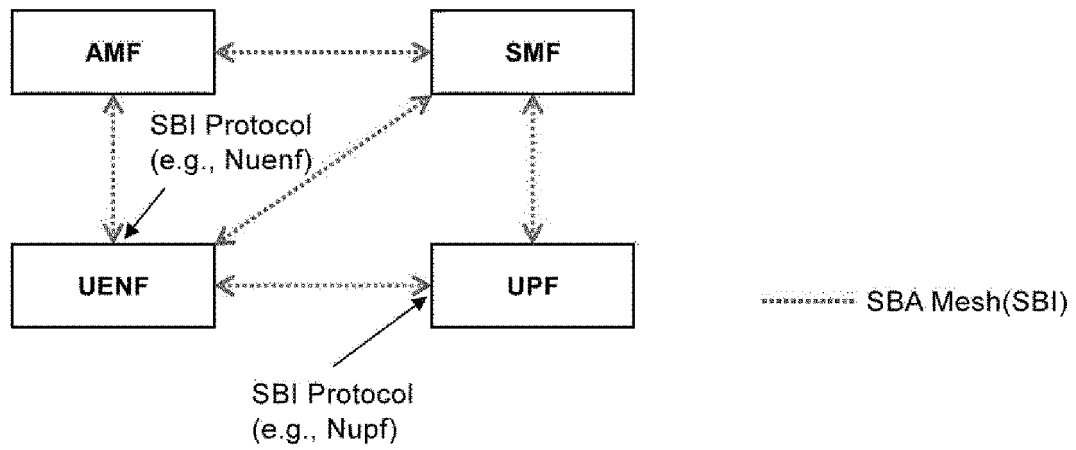 AMF
SMF
SBI Protocol
(e.g., Nuenf)
UENF
UPF
SBA Mesh(SBI)
SBI Protocol
(e.g., Nupf)